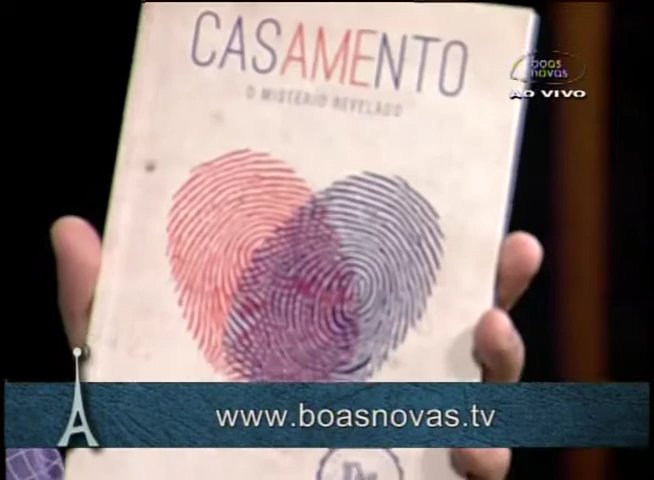 CASAMENTO
O MISTÉRIO REVELADO
boas
novas
AO VIVO
www.boasnovas.tv